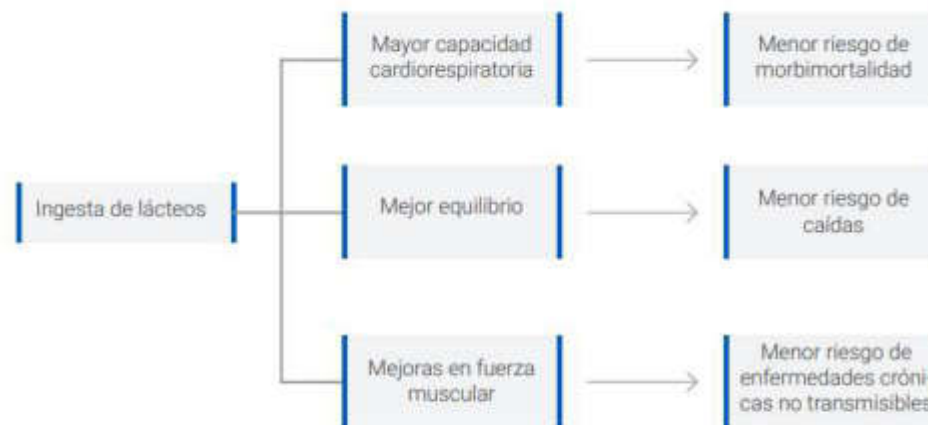 Mayor capacidad
cardiorespiratoria
Menor riesgo de
morbimortalidad
Ingesta de lácteos
Mejor equilibrio
Menor riesgo de
caídas
Mejoras en fuerza
muscular
Menor riesgo de
enfermedades cróni-
cas no transmisibles